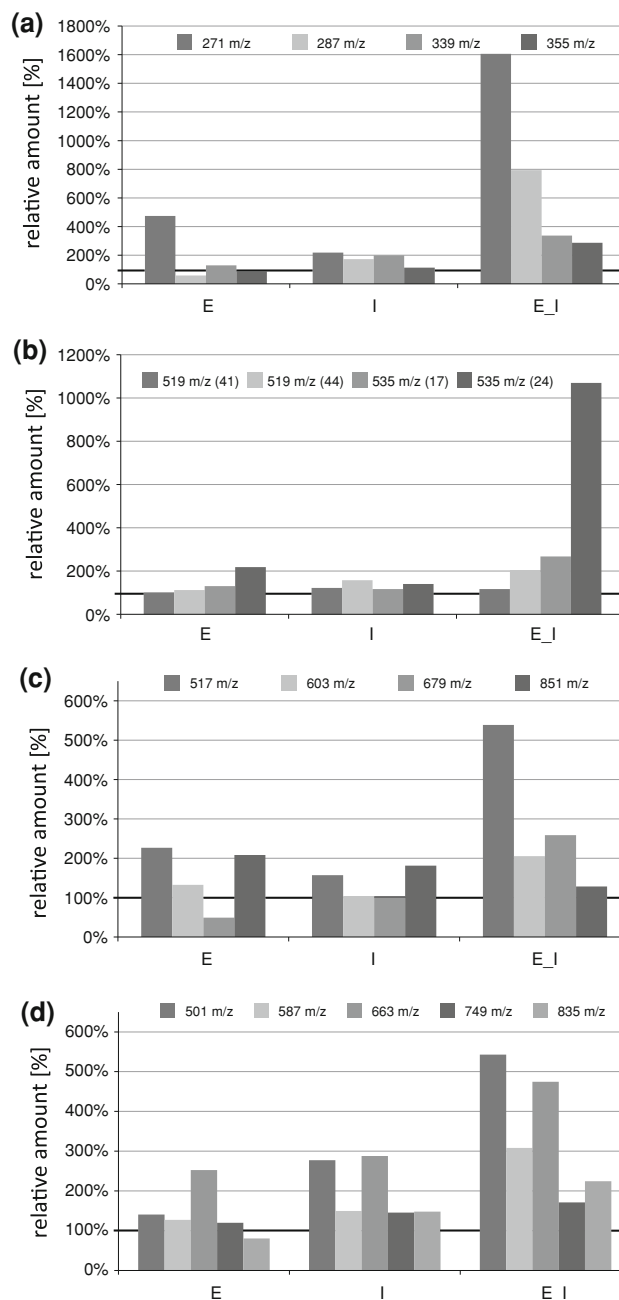 (a)
1800%
271 m/z 287 m/z 339 m/z 355 m/z
1600%
1400%
1200%
1000%
800%
600%
400%
200%
0%
relative amount [%]
E I E_I
(b)
1200%
519 m/z (41) 519 m/z (44) 535 m/z (17) 535 m/z (24)
1000%
800%
600%
400%
200%
0%
relative amount [%]
E I E_I
(c)
517 m/z 603 m/z 679 m/z 851 m/z
600%
500%
400%
300%
200%
100%
0%
relative amount [%]
E I E_I
(d)
501 m/z 587 m/z 663 m/z 749 m/z 835 m/z
600%
500%
400%
300%
200%
100%
0%
relative amount [%]
E I E_I